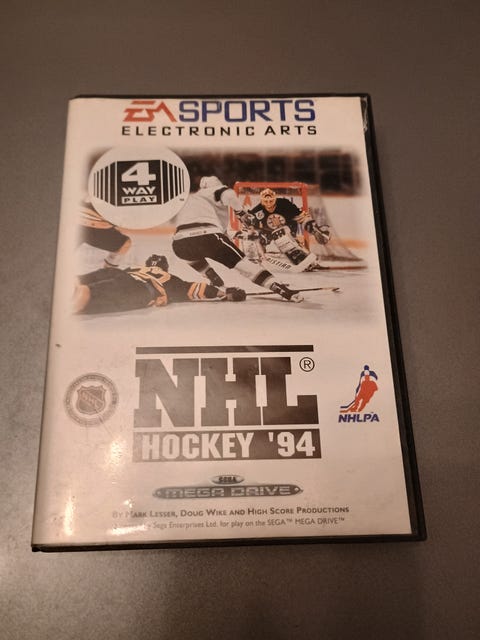 EA SPORTS
ELECTRONIC ARTS
4
WAY
PLAY
NHL®
HOCKEY '94
NHLPA
SEGA
MEGA DRIVE
BY MARK LESSER, DOUG WIKE AND HIGH SCORE PRODUCTIONS
by Sega Enterprises Ltd. for play on the SEGA™ MEGA DRIVE™